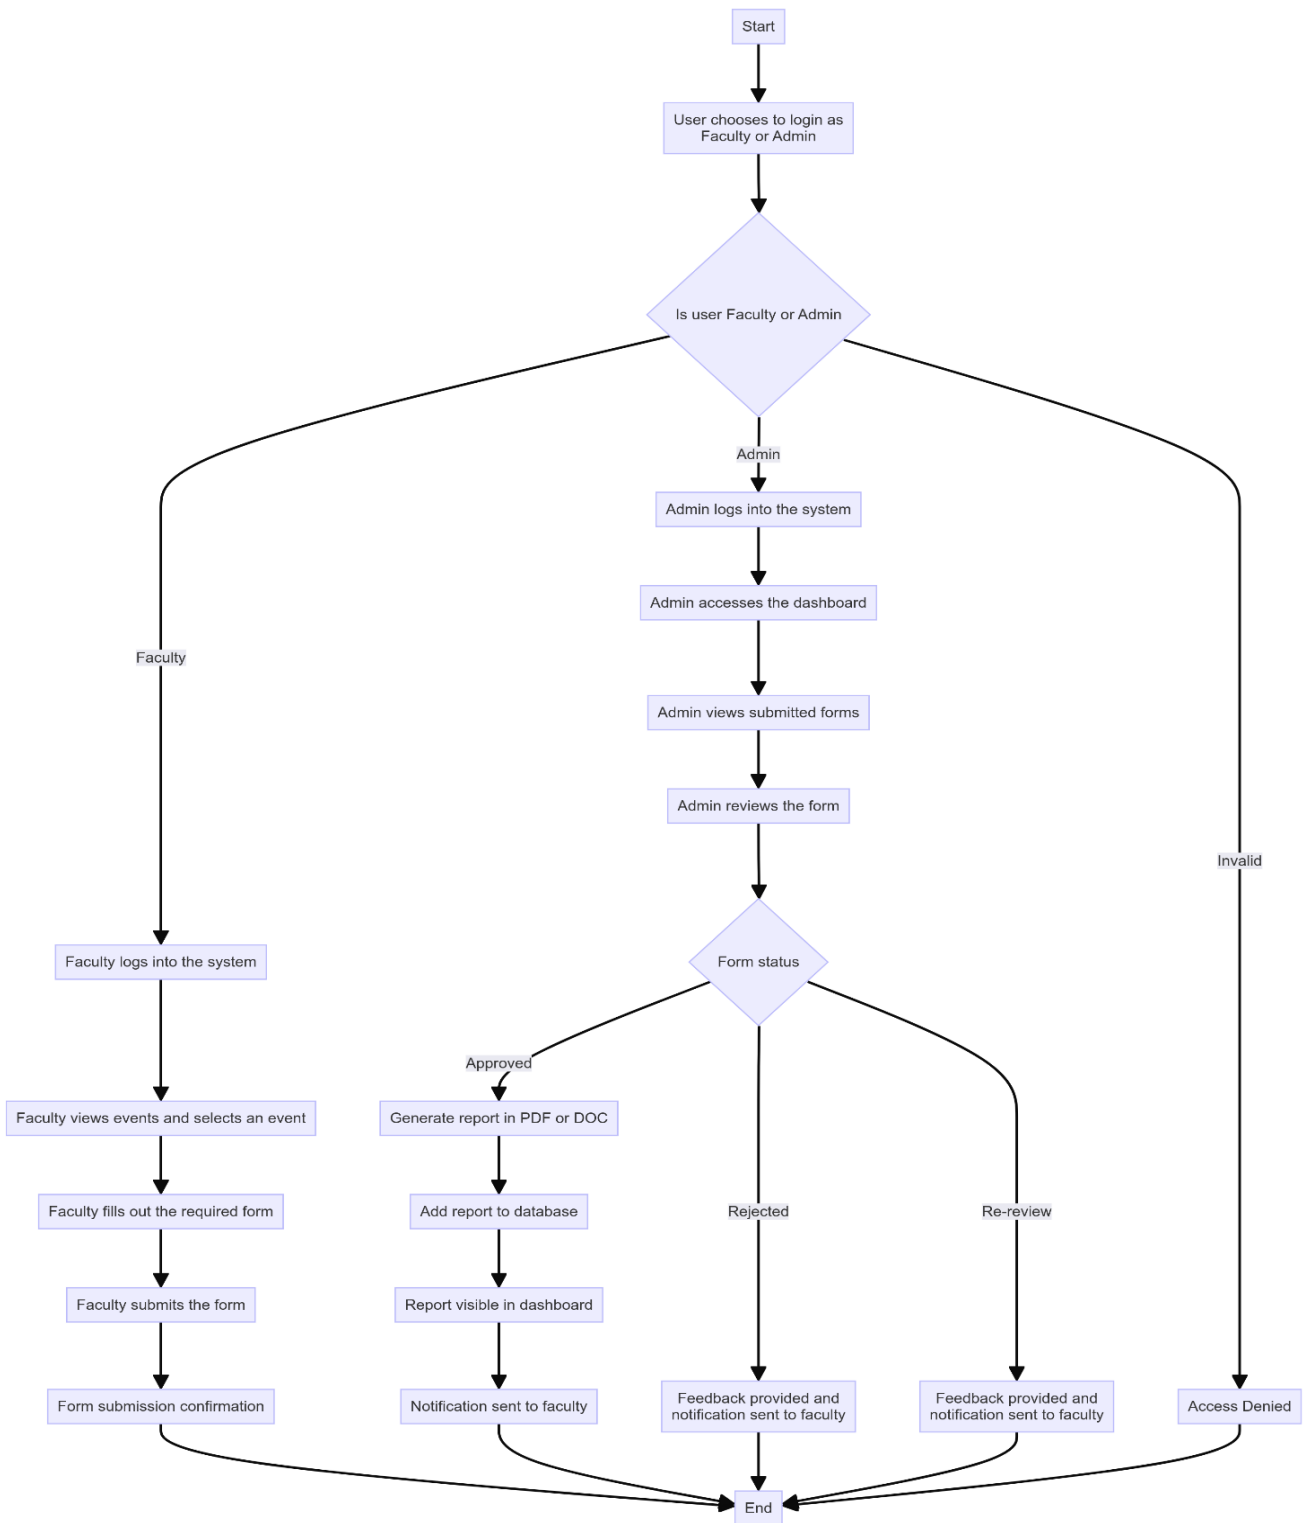 Start
User chooses to login as
Faculty or Admin
Is user Faculty or Admin
Admin
Admin logs into the system
Admin accesses the dashboard
Faculty
Admin views submitted forms
Admin reviews the form
Invalid
Faculty logs into the system
Form status
Approved
Faculty views events and selects an event
Generate report in PDF or DOC
Faculty fills out the required form
Add report to database
Rejected
Re-review
Faculty submits the form
Report visible in dashboard
Form submission confirmation
Notification sent to faculty
Feedback provided and
notification sent to faculty
Feedback provided and
notification sent to faculty
Access Denied
End